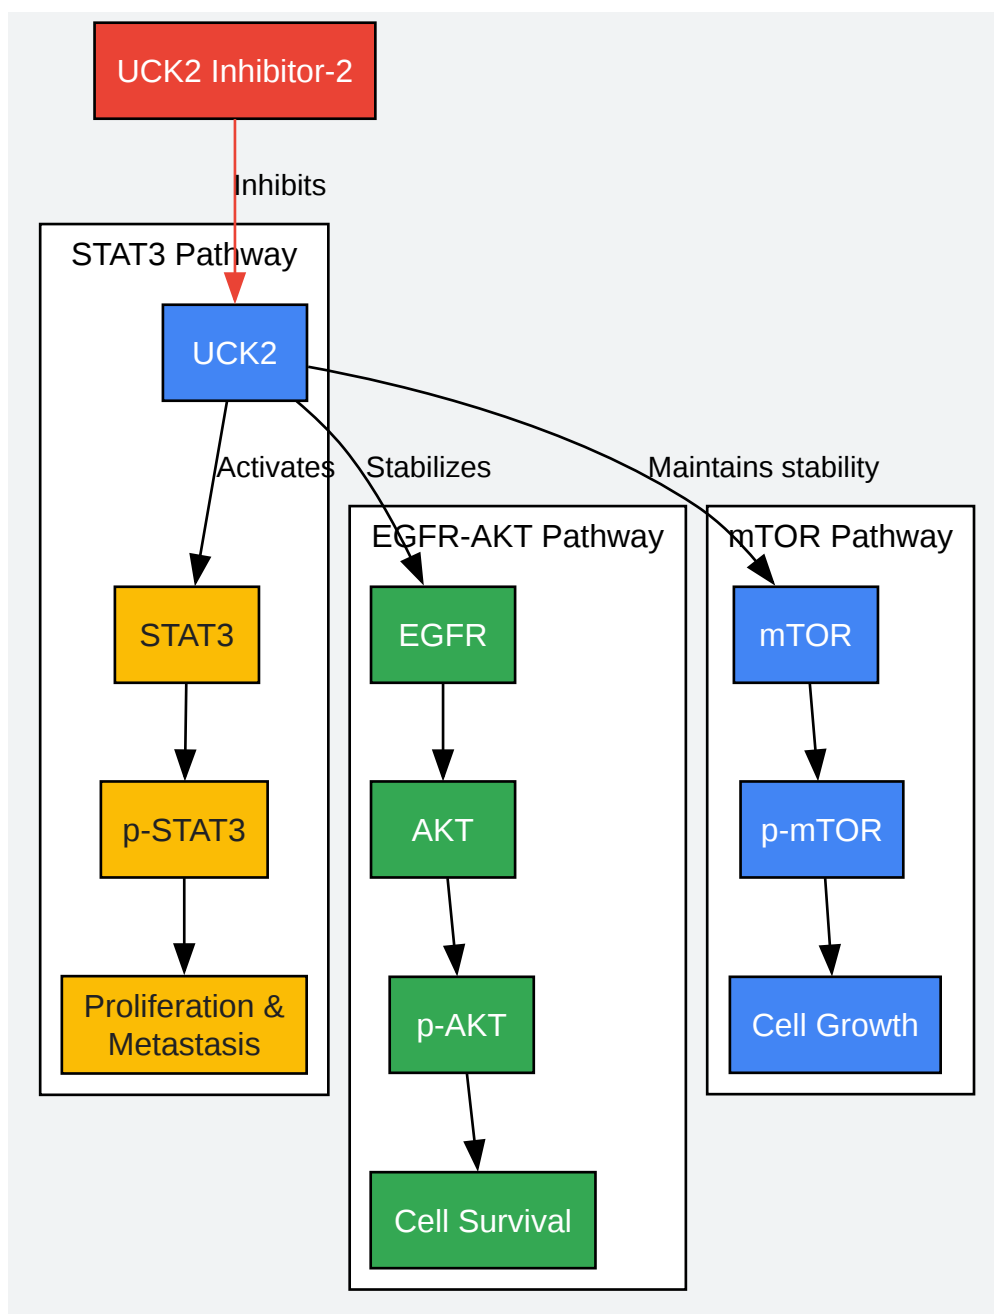 UCK2 Inhibitor-2
Inhibits
STAT3 Pathway
UCK2
Activates
Stabilizes
Maintains stability
EGFR-AKT Pathway
mTOR Pathway
STAT3
EGFR
mTOR
p-STAT3
AKT
p-mTOR
Proliferation &
Metastasis
p-AKT
Cell Growth
Cell Survival